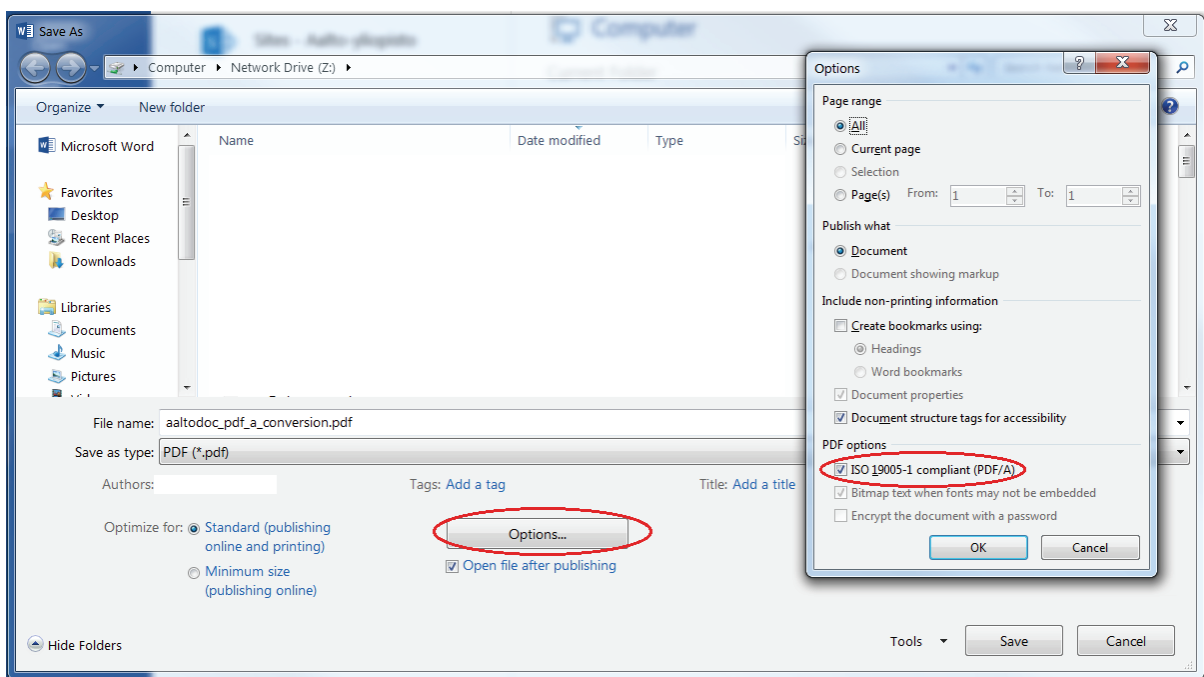 Save As
Sites - Aalto-yliopisto
Computer
Current Folder
Computer ▸ Network Drive (Z:) ▸
Organize
New folder
Name
Date modified
Type
Microsoft Word
Favorites
Desktop
Recent Places
Downloads
Libraries
Documents
Music
Pictures
File name: aaltodoc_pdf_a_conversion.pdf
Save as type: PDF (*.pdf)
Authors:
Tags: Add a tag
Title: Add a title
Optimize for: Standard (publishing
online and printing)
Minimum size
(publishing online)
Options...
Open file after publishing
Hide Folders
Tools
Save
Cancel
Options
Page range
All
Current page
Selection
Page(s) From: 1 To: 1
Publish what
Document
Document showing markup
Include non-printing information
Create bookmarks using:
Headings
Word bookmarks
Document properties
Document structure tags for accessibility
PDF options
ISO 19005-1 compliant (PDF/A)
Bitmap text when fonts may not be embedded
Encrypt the document with a password
OK
Cancel